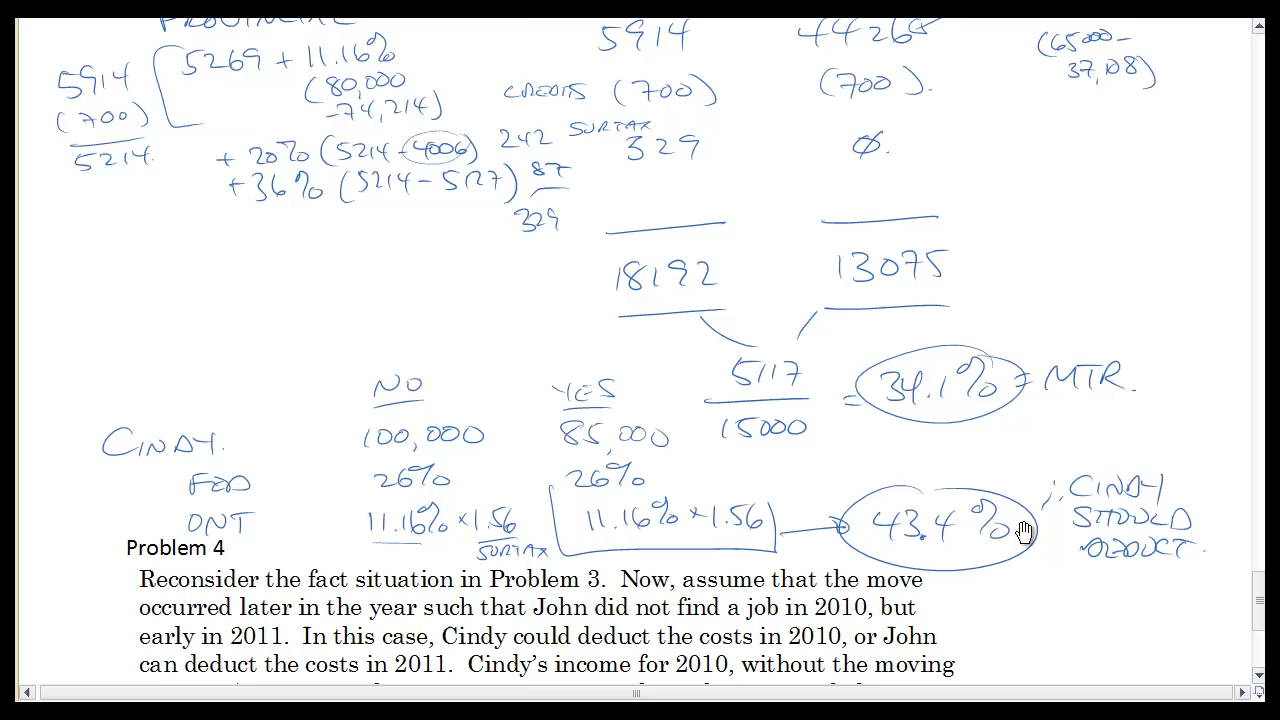 PROVINCIAL
5914 44268
5269 + 11.16%
(80,000
-74,214)
5914
(700)
5214.
CREDITS (700) (700).
(65000-
37,108)
+ 20% (5214-4006) 242
SURTAX 329 Ø.
+36% (5214-5127) 87
329
18192 13075
5117
15000
= 34.1% = MTR.
NO YES
CINDY. 100,000 85,000
FED 26% 26%
ONT 11.16% × 1.56 11.16% × 1.56 43.4%
SURTAX
∴ CINDY
SHOULD
DEDUCT.
Problem 4
Reconsider the fact situation in Problem 3. Now, assume that the move
occurred later in the year such that John did not find a job in 2010, but
early in 2011. In this case, Cindy could deduct the costs in 2010, or John
can deduct the costs in 2011. Cindy's income for 2010, without the moving